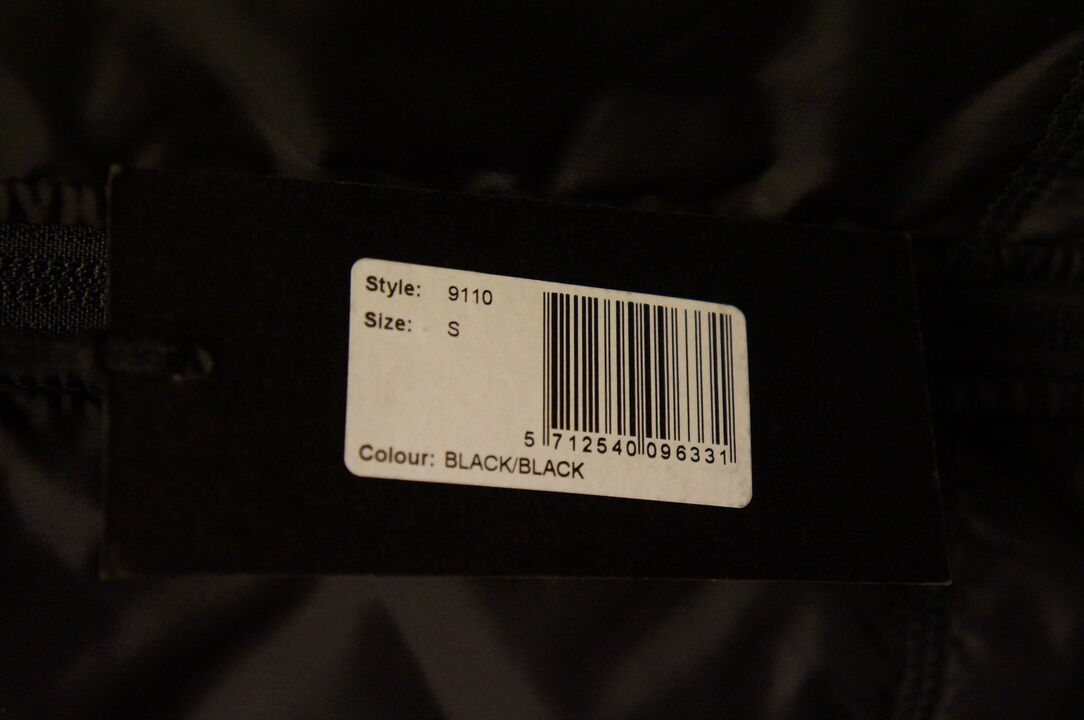 Style: 9110
Size: S
5 712540 096331
Colour: BLACK/BLACK